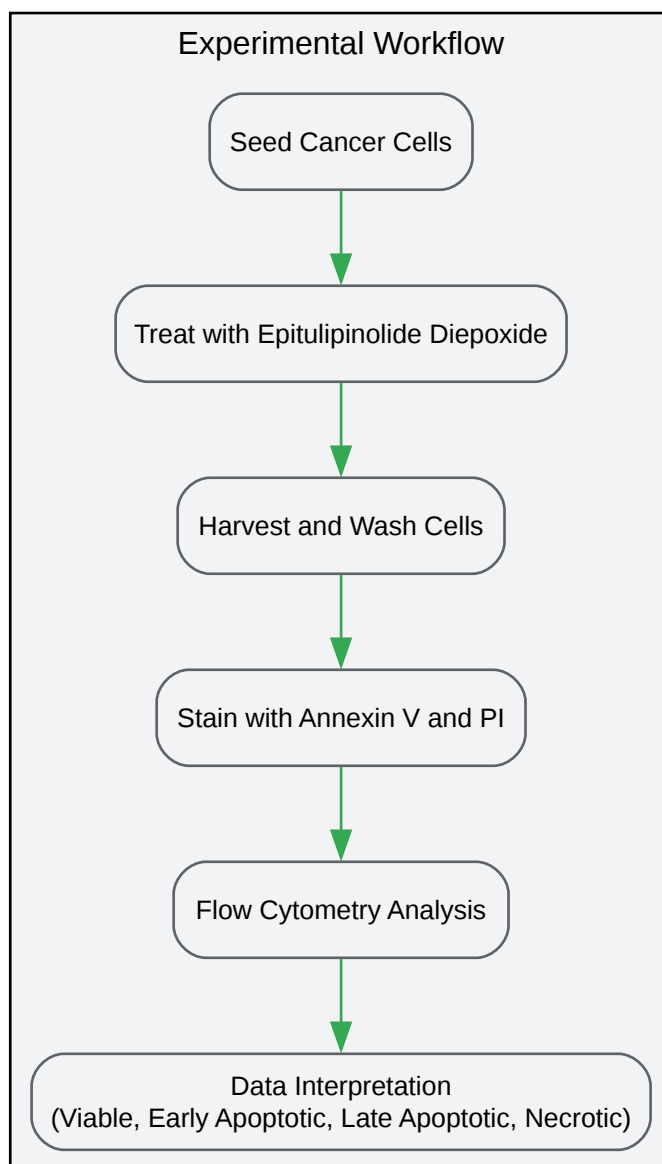 Experimental Workflow
Seed Cancer Cells
Treat with Epitulipinolide Diepoxide
Harvest and Wash Cells
Stain with Annexin V and PI
Flow Cytometry Analysis
Data Interpretation
(Viable, Early Apoptotic, Late Apoptotic, Necrotic)